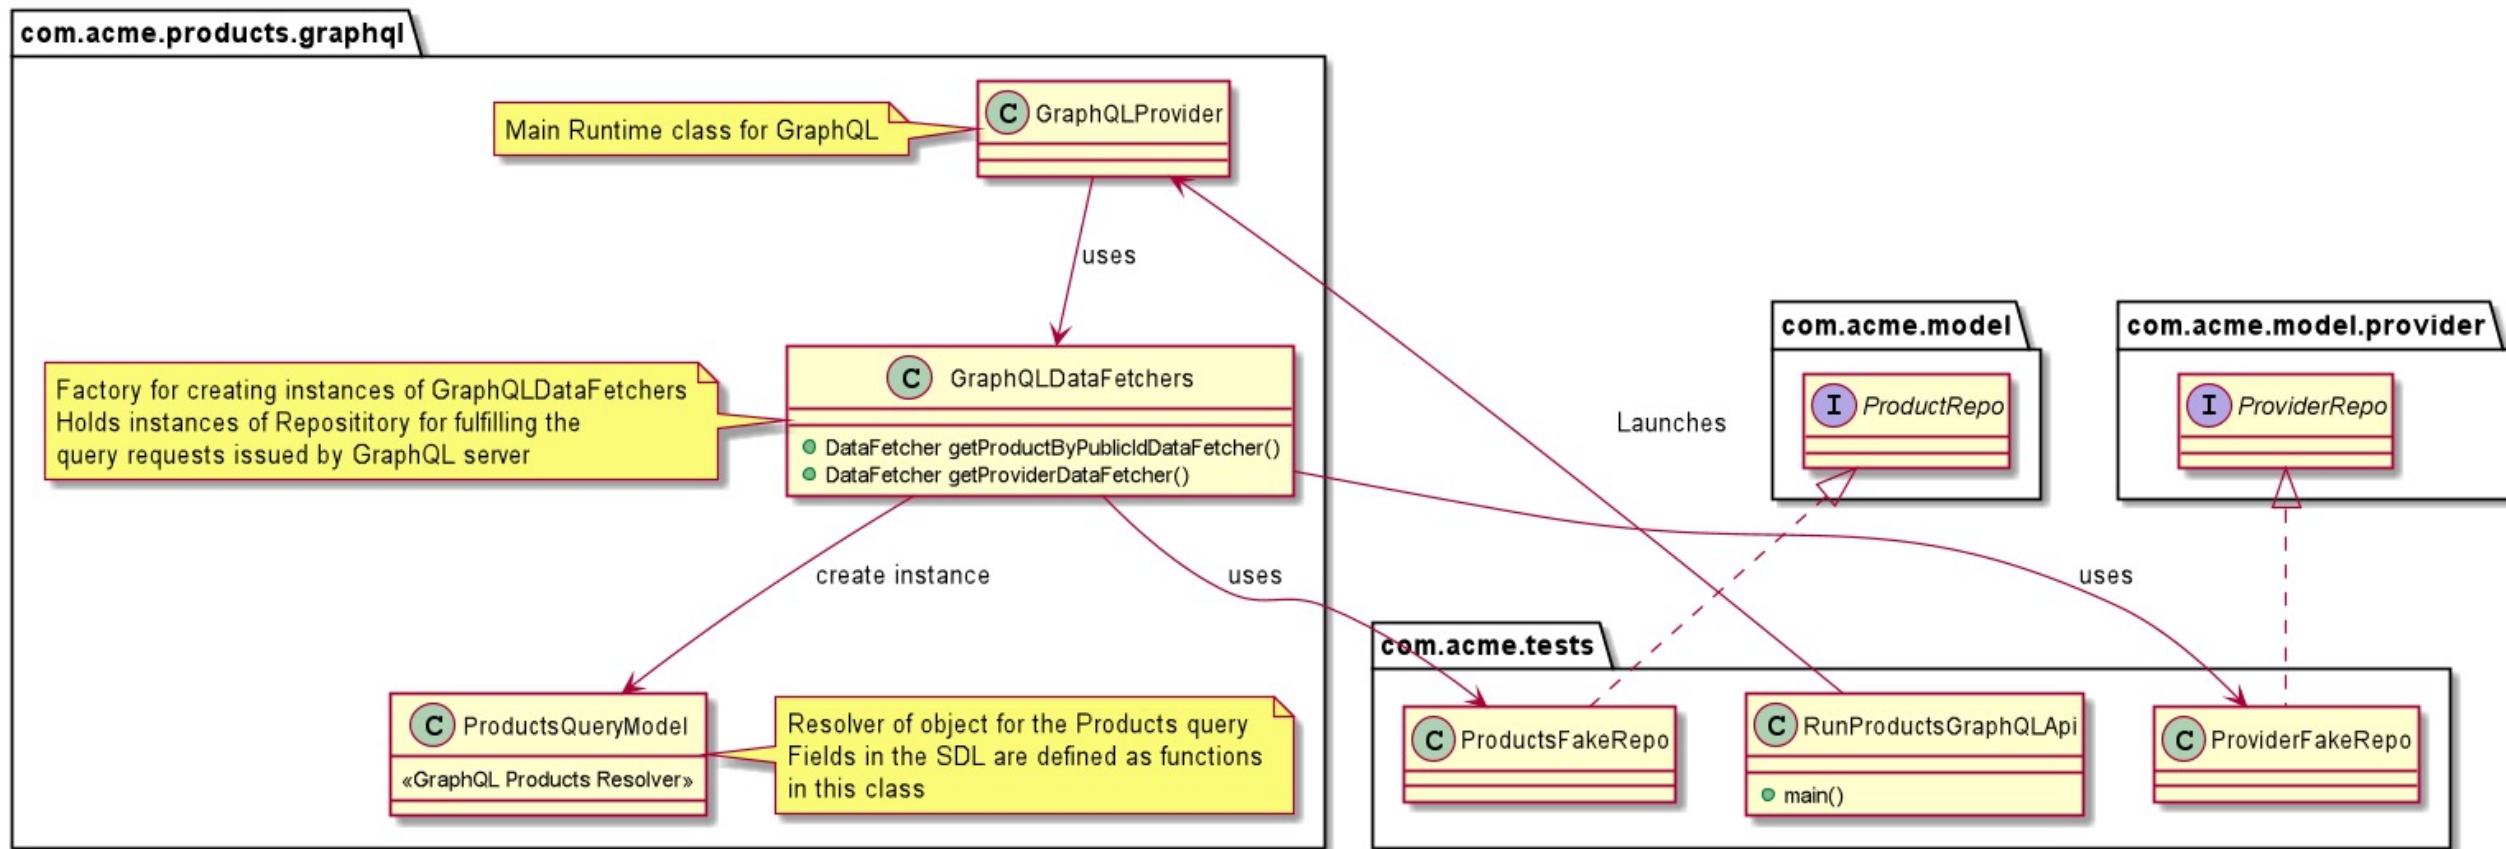 com.acme.products.graphql
Main Runtime class for GraphQL
C GraphQLProvider
uses
Factory for creating instances of GraphQLDataFetchers
Holds instances of Reposititory for fulfilling the
query requests issued by GraphQL server
C GraphQLDataFetchers
DataFetcher getProductByPublicIdDataFetcher()
DataFetcher getProviderDataFetcher()
Launches
com.acme.model
I ProductRepo
com.acme.model.provider
I ProviderRepo
create instance
uses
uses
C ProductsQueryModel
«GraphQL Products Resolver»
Resolver of object for the Products query
Fields in the SDL are defined as functions
in this class
com.acme.tests
C ProductsFakeRepo
C RunProductsGraphQLApi
main()
C ProviderFakeRepo